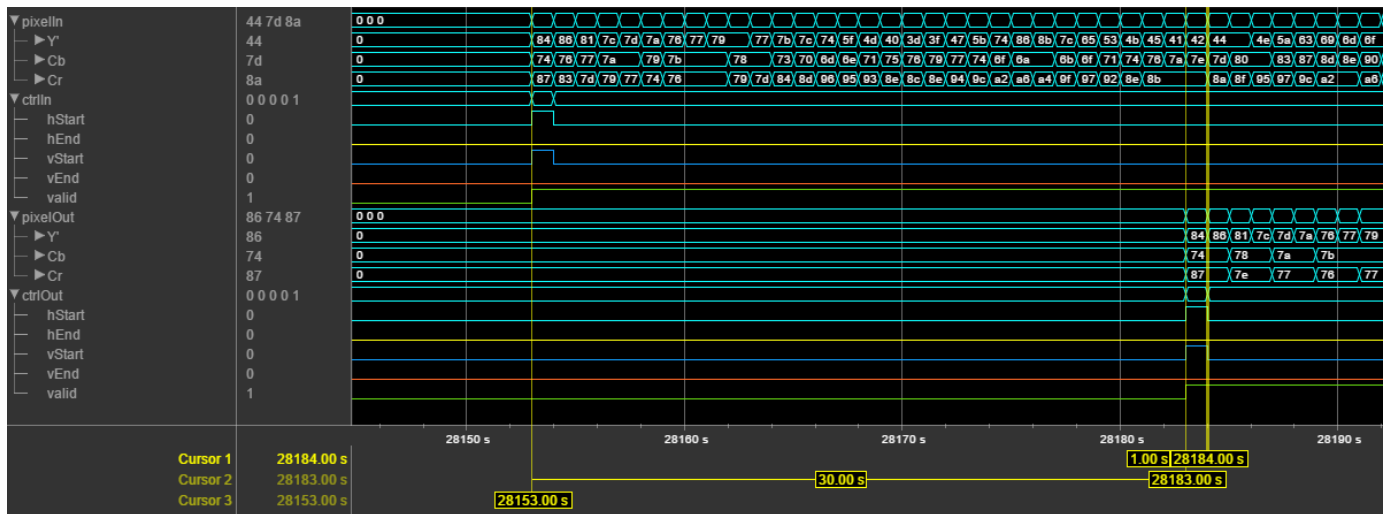 pixelIn 44 7d 8a 0 0 0
Y' 44 0 84 86 81 7c 7d 7a 76 77 79 77 7b 7c 74 5f 4d 40 3d 3f 47 5b 74 86 8b 7c 65 53 4b 45 41 42 44 4e 5a 63 69 6d 6f
Cb 7d 0 74 76 77 7a 79 7b 78 73 70 6d 6e 71 75 76 79 77 74 6f 6a 6b 6f 71 74 76 7a 7e 7d 80 83 87 8d 8e 90
Cr 8a 0 87 83 7d 79 77 74 76 79 7d 84 8d 96 95 93 8e 8c 8e 94 9c a2 a6 a4 9f 97 92 8e 8b 8a 8f 95 97 9c a2 a6
ctrlIn 0 0 0 0 1
hStart 0
hEnd 0
vStart 0
vEnd 0
valid 1
pixelOut 86 74 87 0 0 0
Y' 86 0 84 86 81 7c 7d 7a 76 77 79
Cb 74 0 74 78 7a 7b
Cr 87 0 87 7e 77 76 77
ctrlOut 0 0 0 0 1
hStart 0
hEnd 0
vStart 0
vEnd 0
valid 1
28150 s 28160 s 28170 s 28180 s 28190 s
Cursor 1 28184.00 s 1.00 s 28184.00 s
Cursor 2 28183.00 s 30.00 s 28183.00 s
Cursor 3 28153.00 s 28153.00 s